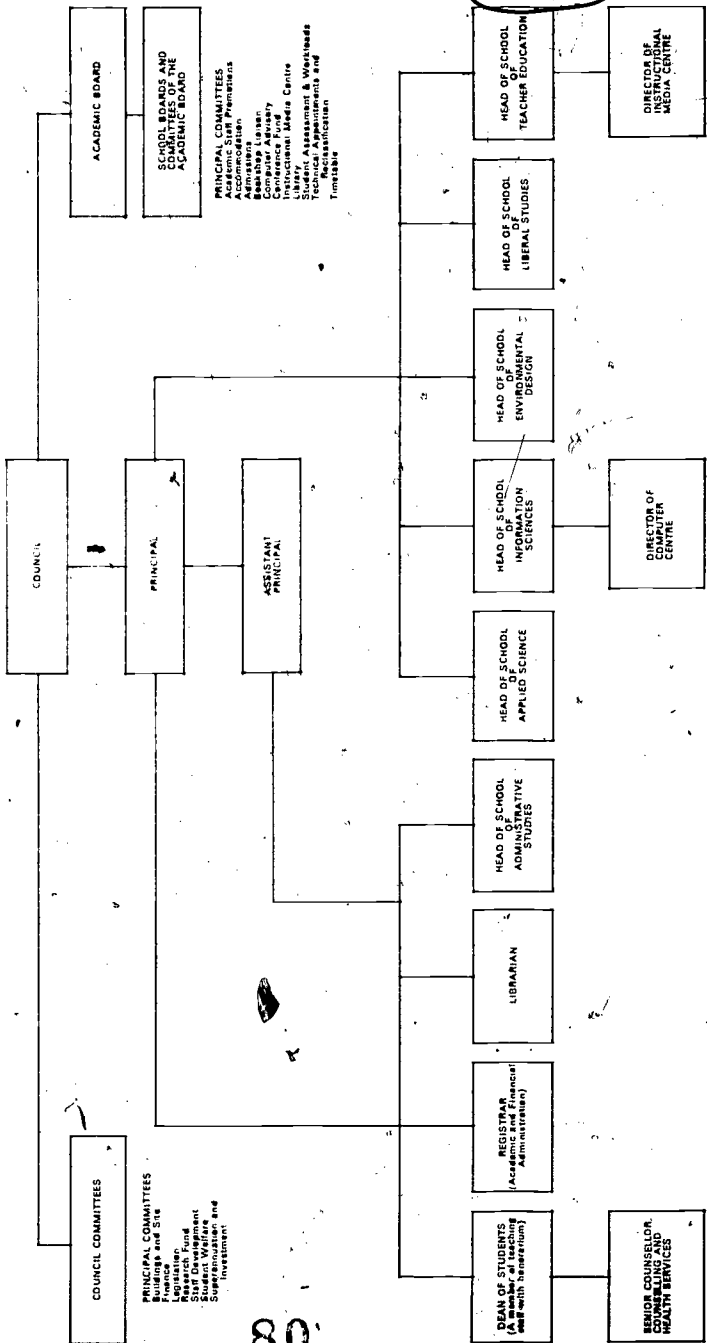 COUNCIL
COUNCIL COMMITTEES
PRINCIPAL COMMITTEES
Buildings and Site
Finance
Legislation
Research Fund
Staff Development
Student Welfare
Superannuation and
Investment
ACADEMIC BOARD
SCHOOL BOARDS AND
COMMITTEES OF THE
ACADEMIC BOARD
PRINCIPAL COMMITTEES
Academic Staff Promotions
Accommodation
Admissions
Bookshop Liaison
Computer Advisory
Conference Fund
Instructional Media Centre
Library
Student Assessment & Workloads
Technical Appointments and
Reclassification
Timetable
PRINCIPAL
ASSISTANT
PRINCIPAL
DEAN OF STUDENTS
(A member of teaching
staff with honorarium)
REGISTRAR
(Academic and Financial
Administration)
LIBRARIAN
HEAD OF SCHOOL
OF
ADMINISTRATIVE
STUDIES
HEAD OF SCHOOL
OF
APPLIED SCIENCE
HEAD OF SCHOOL
OF
INFORMATION
SCIENCES
HEAD OF SCHOOL
OF
ENVIRONMENTAL
DESIGN
HEAD OF SCHOOL
OF
LIBERAL STUDIES
HEAD OF SCHOOL
OF
TEACHER EDUCATION
SENIOR COUNSELLOR,
COUNSELLING AND
HEALTH SERVICES
DIRECTOR OF
COMPUTER
CENTRE
DIRECTOR OF
INSTRUCTIONAL
MEDIA CENTRE